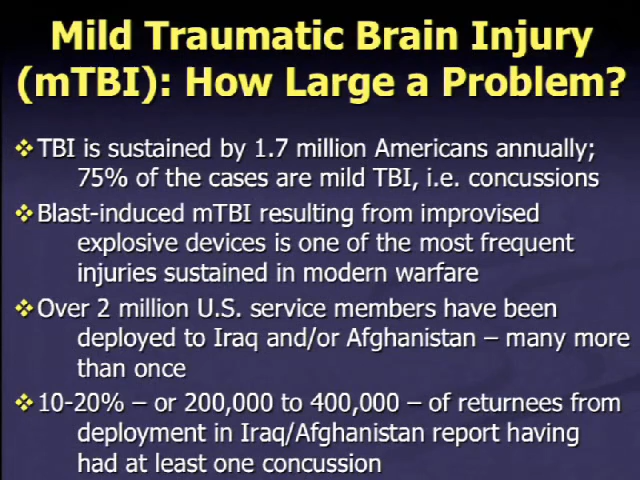 Mild Traumatic Brain Injury
(mTBI): How Large a Problem?
❖TBI is sustained by 1.7 million Americans annually;
75% of the cases are mild TBI, i.e. concussions
❖Blast-induced mTBI resulting from improvised
explosive devices is one of the most frequent
injuries sustained in modern warfare
❖Over 2 million U.S. service members have been
deployed to Iraq and/or Afghanistan – many more
than once
❖10-20% – or 200,000 to 400,000 – of returnees from
deployment in Iraq/Afghanistan report having
had at least one concussion